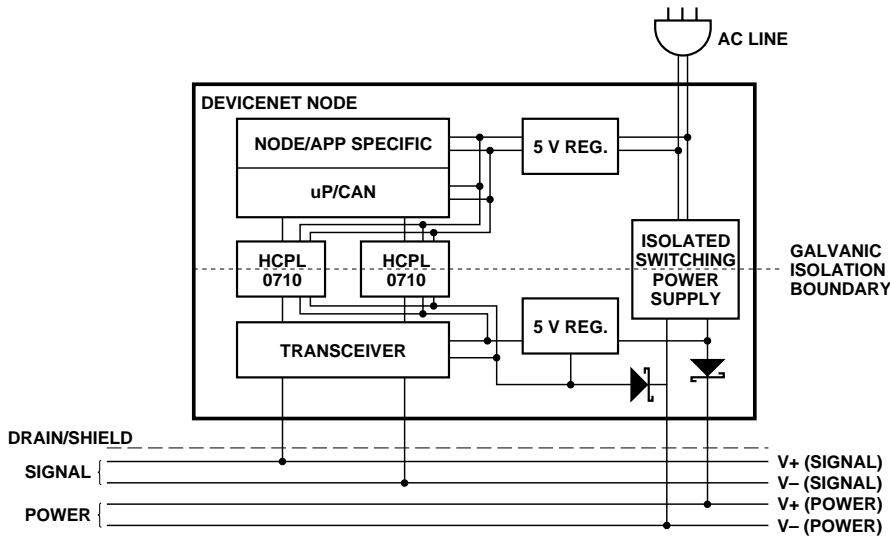 AC LINE
DEVICENET NODE
NODE/APP SPECIFIC
5 V REG.
uP/CAN
HCPL
0710
HCPL
0710
ISOLATED
SWITCHING
POWER
SUPPLY
GALVANIC
ISOLATION
BOUNDARY
5 V REG.
TRANSCEIVER
DRAIN/SHIELD
SIGNAL
V+ (SIGNAL)
V– (SIGNAL)
POWER
V+ (POWER)
V– (POWER)